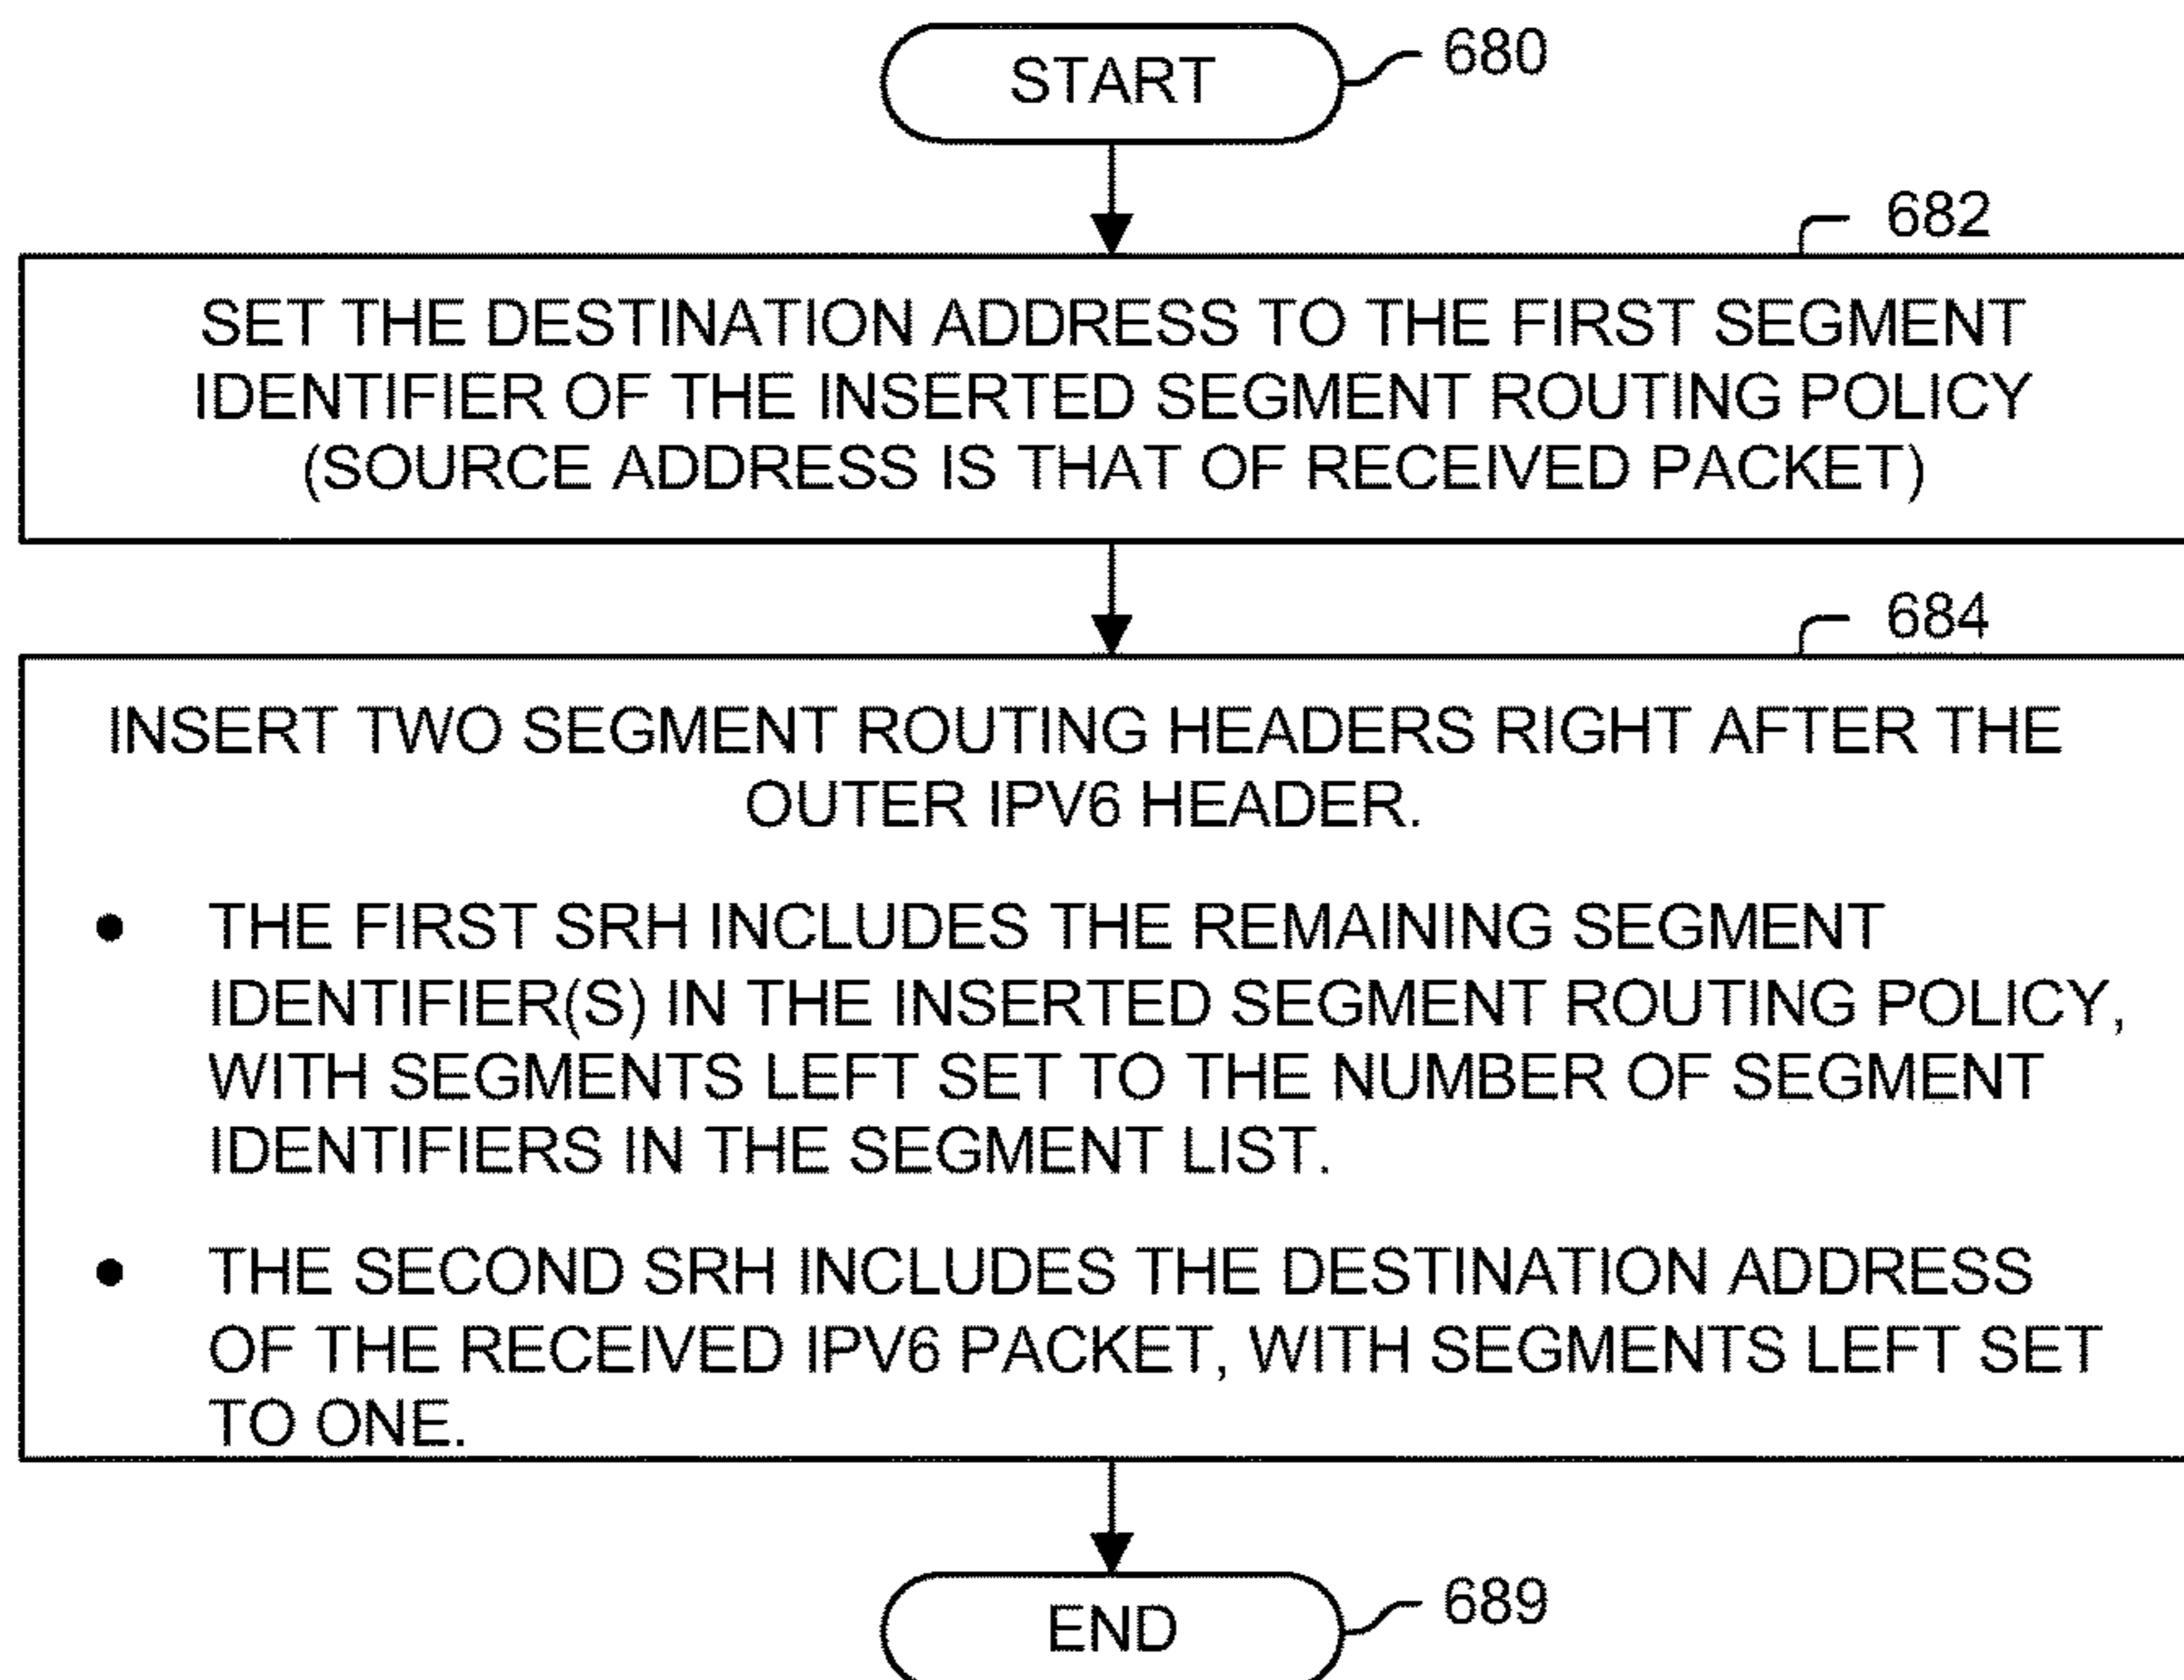 START
680
682
SET THE DESTINATION ADDRESS TO THE FIRST SEGMENT
IDENTIFIER OF THE INSERTED SEGMENT ROUTING POLICY
(SOURCE ADDRESS IS THAT OF RECEIVED PACKET)
684
INSERT TWO SEGMENT ROUTING HEADERS RIGHT AFTER THE
OUTER IPV6 HEADER.
• THE FIRST SRH INCLUDES THE REMAINING SEGMENT
IDENTIFIER(S) IN THE INSERTED SEGMENT ROUTING POLICY,
WITH SEGMENTS LEFT SET TO THE NUMBER OF SEGMENT
IDENTIFIERS IN THE SEGMENT LIST.
• THE SECOND SRH INCLUDES THE DESTINATION ADDRESS
OF THE RECEIVED IPV6 PACKET, WITH SEGMENTS LEFT SET
TO ONE.
END
689